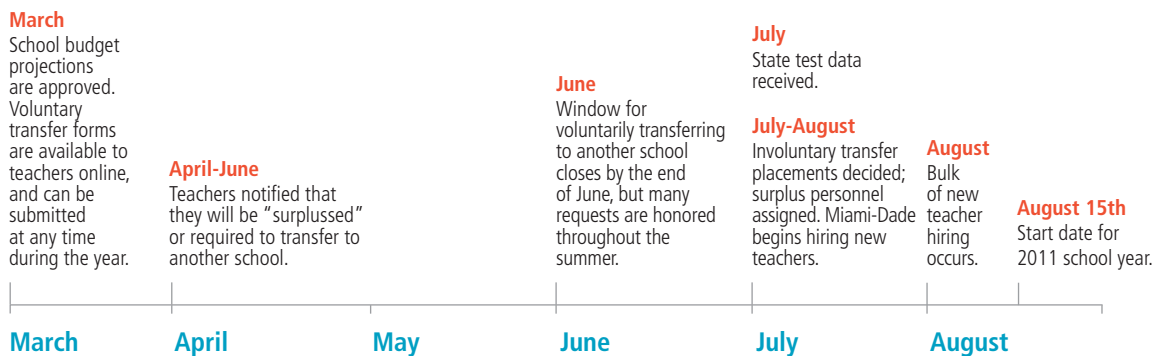 March
School budget
projections
are approved.
Voluntary
transfer forms
are available to
teachers online,
and can be
submitted
at any time
during the year.
April-June
Teachers notified that
they will be “surplussed”
or required to transfer to
another school.
June
Window for
voluntarily transferring
to another school
closes by the end
of June, but many
requests are honored
throughout the
summer.
July
State test data
received.
July-August
Involuntary transfer
placements decided;
surplus personnel
assigned. Miami-Dade
begins hiring new
teachers.
August
Bulk
of new
teacher
hiring
occurs.
August 15th
Start date for
2011 school year.
March April May June July August